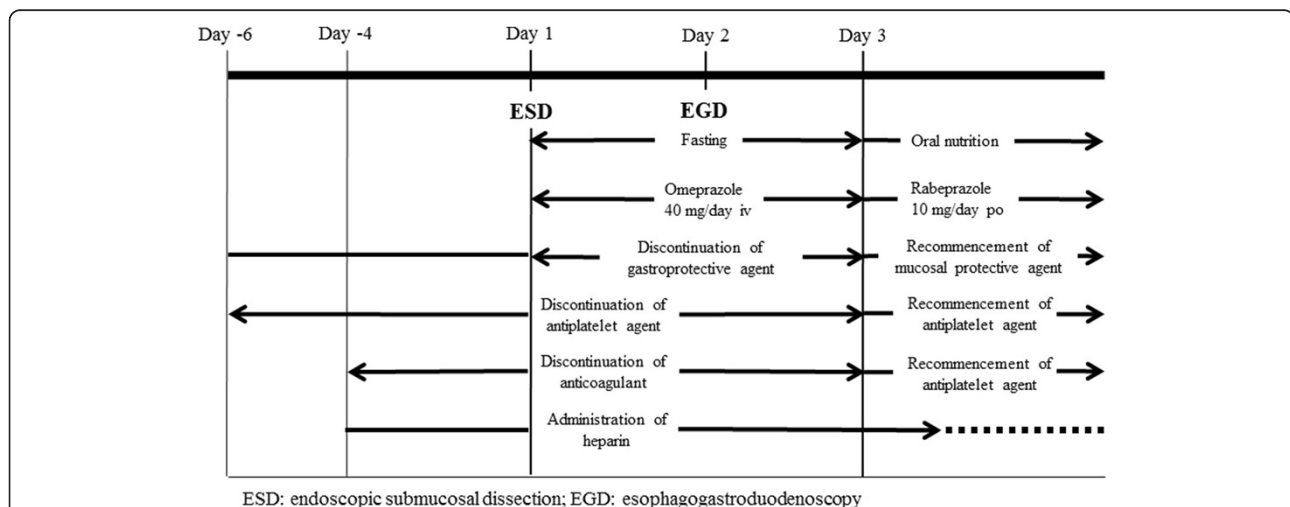 Day -6 Day -4 Day 1 Day 2 Day 3
ESD EGD
Fasting Oral nutrition
Omeprazole Rabeprazole
40 mg/day iv 10 mg/day po
Discontinuation of Recommencement of
gastroprotective agent mucosal protective agent
Discontinuation of Recommencement of
antiplatelet agent antiplatelet agent
Discontinuation of Recommencement of
anticoagulant antiplatelet agent
Administration of
heparin
ESD: endoscopic submucosal dissection; EGD: esophagogastroduodenoscopy